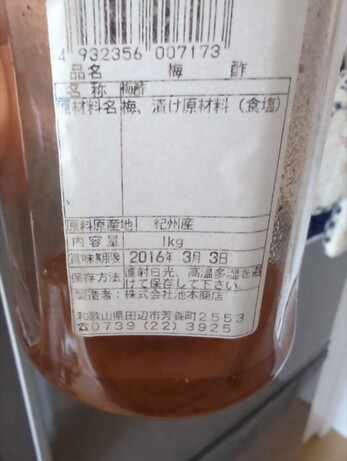 4 932356 007173
品名 梅酢
名称 梅酢
原材料名 梅、漬け原材料（食塩）
原料原産地 紀州産
内容量 1kg
賞味期限 2016年 3月 3日
保存方法 直射日光、高温多湿を避
けて保存して下さい。
製造者：株式会社池本商店
和歌山県田辺市芳養町2553
☎0739(22)3925